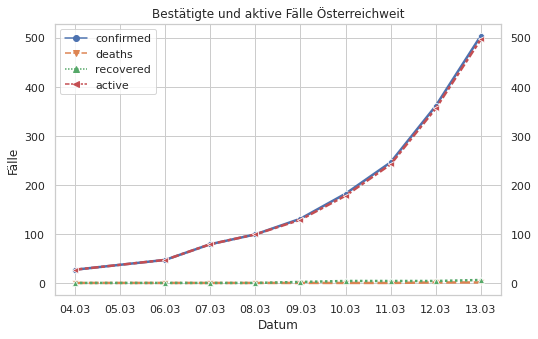 Bestätigte und aktive Fälle Österreichweit
confirmed
deaths
recovered
active
500
400
300
200
100
0
500
400
300
200
100
0
Fälle
04.03 05.03 06.03 07.03 08.03 09.03 10.03 11.03 12.03 13.03
Datum